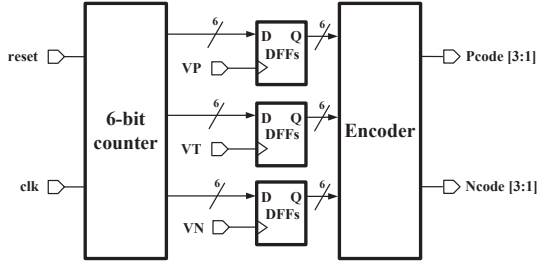 reset
clk
6-bit
counter
6
D Q
DFFs
VP
6
6
D Q
DFFs
VT
6
6
D Q
DFFs
VN
6
Encoder
Pcode [3:1]
Ncode [3:1]